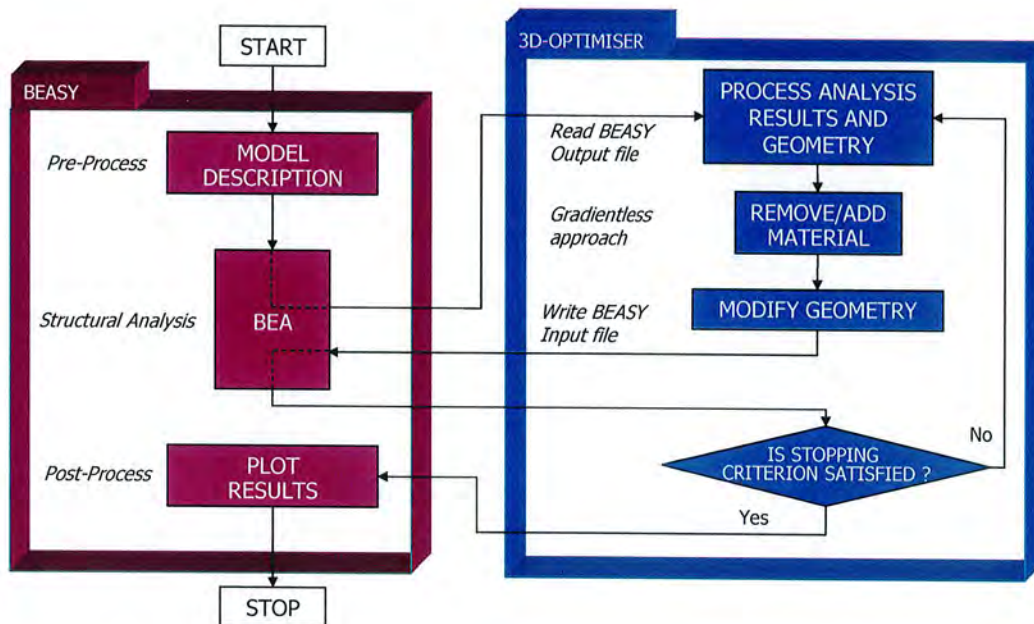 START
BEASY
3D-OPTIMISER
Pre-Process
MODEL
DESCRIPTION
Read BEASY
Output file
PROCESS ANALYSIS
RESULTS AND
GEOMETRY
Gradientless
approach
REMOVE/ADD
MATERIAL
Structural Analysis
BEA
Write BEASY
Input file
MODIFY GEOMETRY
IS STOPPING
CRITERION SATISFIED ?
No
Yes
Post-Process
PLOT
RESULTS
STOP